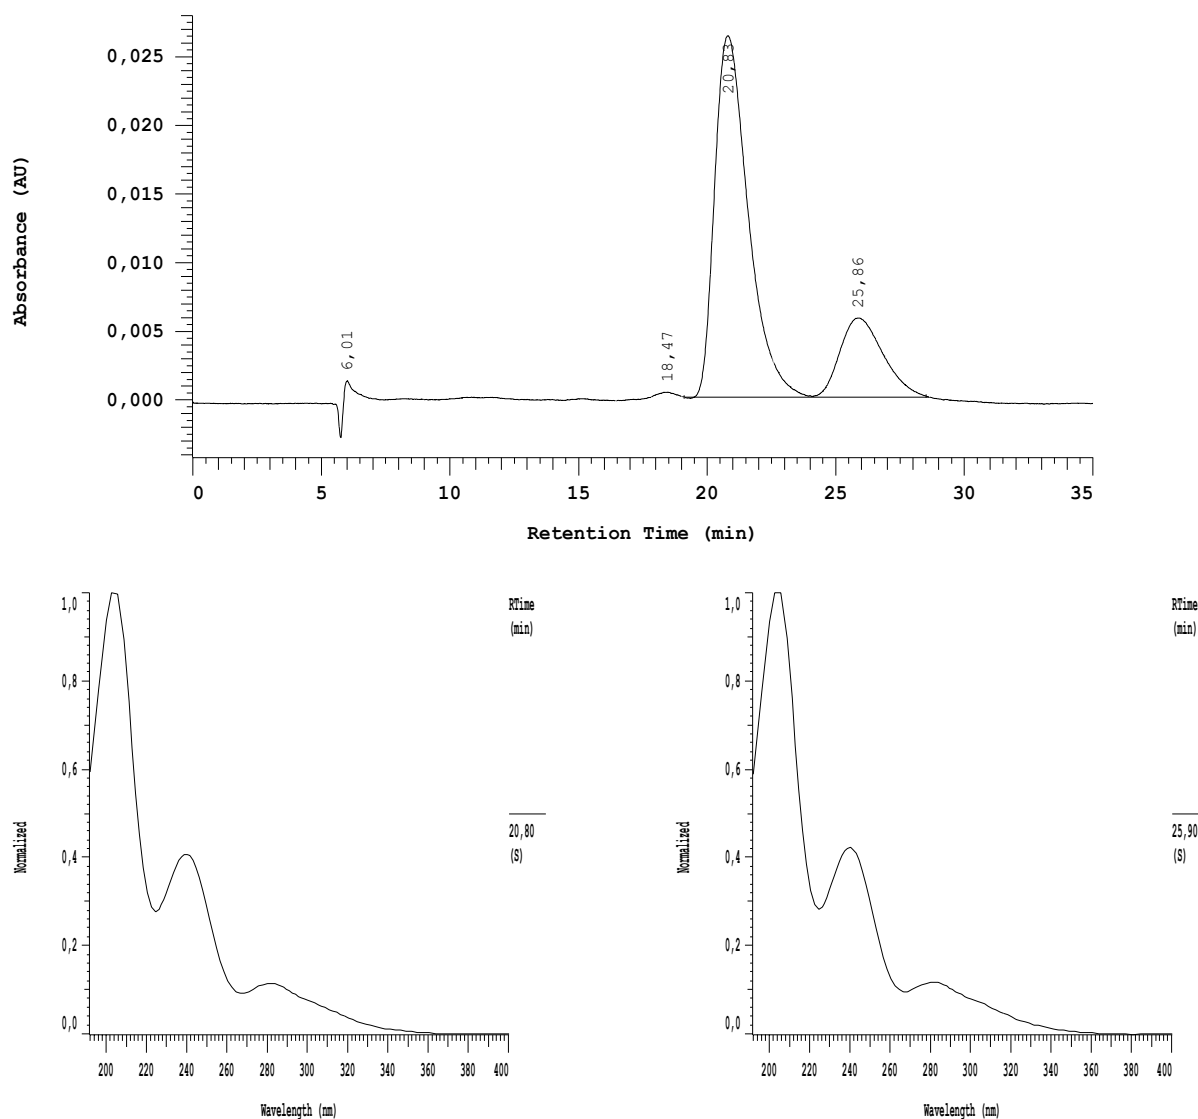 Absorbance (AU)
0,025
0,020
0,015
0,010
0,005
0,000
6,01
18,47
20,83
25,86
0 5 10 15 20 25 30 35
Retention Time (min)
Normalized
1,0
0,8
0,6
0,4
0,2
0,0
200 220 240 260 280 300 320 340 360 380 400
Wavelength (nm)
RTime
(min)
20,80
(S)
Normalized
1,0
0,8
0,6
0,4
0,2
0,0
200 220 240 260 280 300 320 340 360 380 400
Wavelength (nm)
RTime
(min)
25,90
(S)